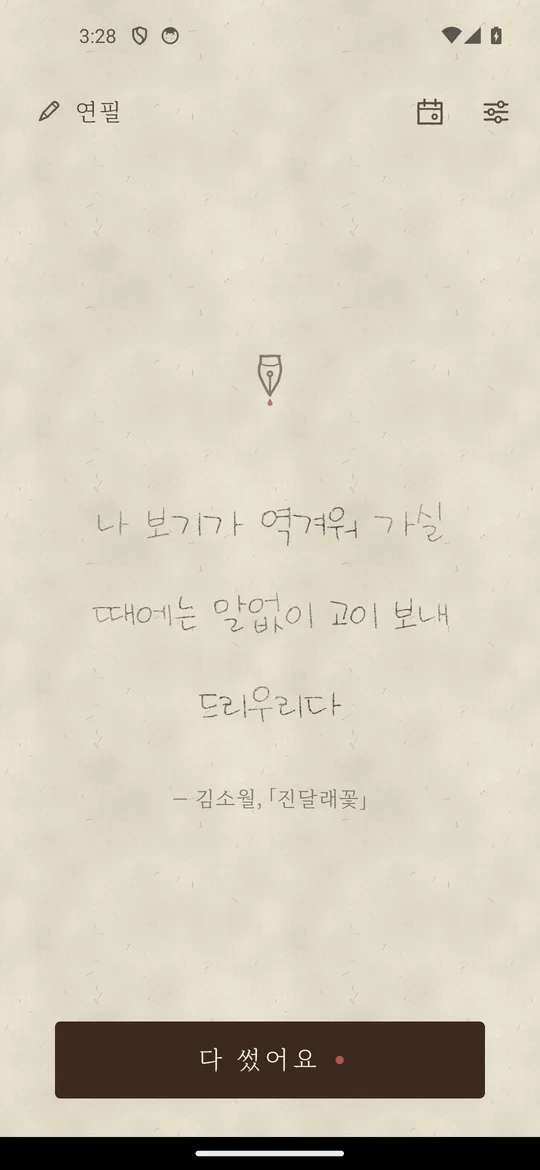 3:28
연필
나 보기가 역겨워 가실
때에는 말없이 고이 보내
드리우리다
— 김소월, 「진달래꽃」
다 썼어요